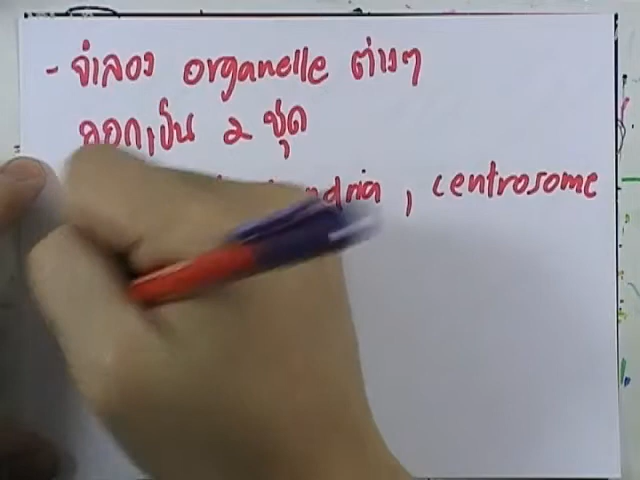 - จำลอง organelle ต่างๆ
ออกเป็น ๒ ชุด
, centrosome